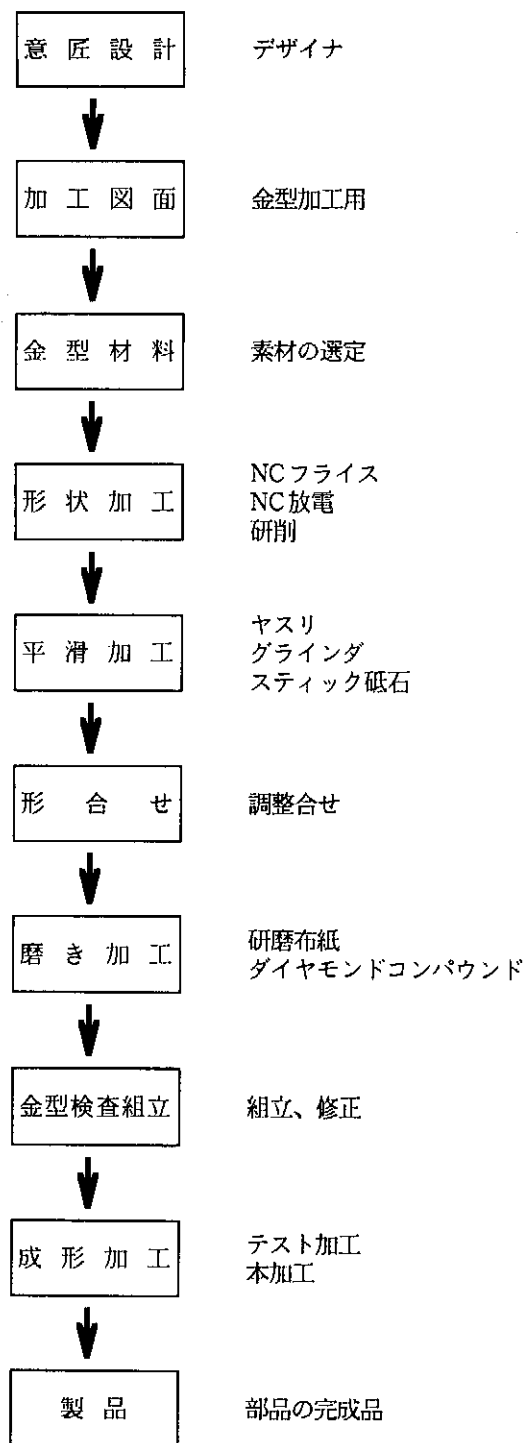 意匠設計 デザイナ
加工図面 金型加工用
金型材料 素材の選定
形状加工 NCフライス
NC放電
研削
平滑加工 ヤスリ
グラインダ
スティック砥石
形合せ 調整合せ
磨き加工 研磨布紙
ダイヤモンドコンパウンド
金型検査組立 組立、修正
成形加工 テスト加工
本加工
製品 部品の完成品